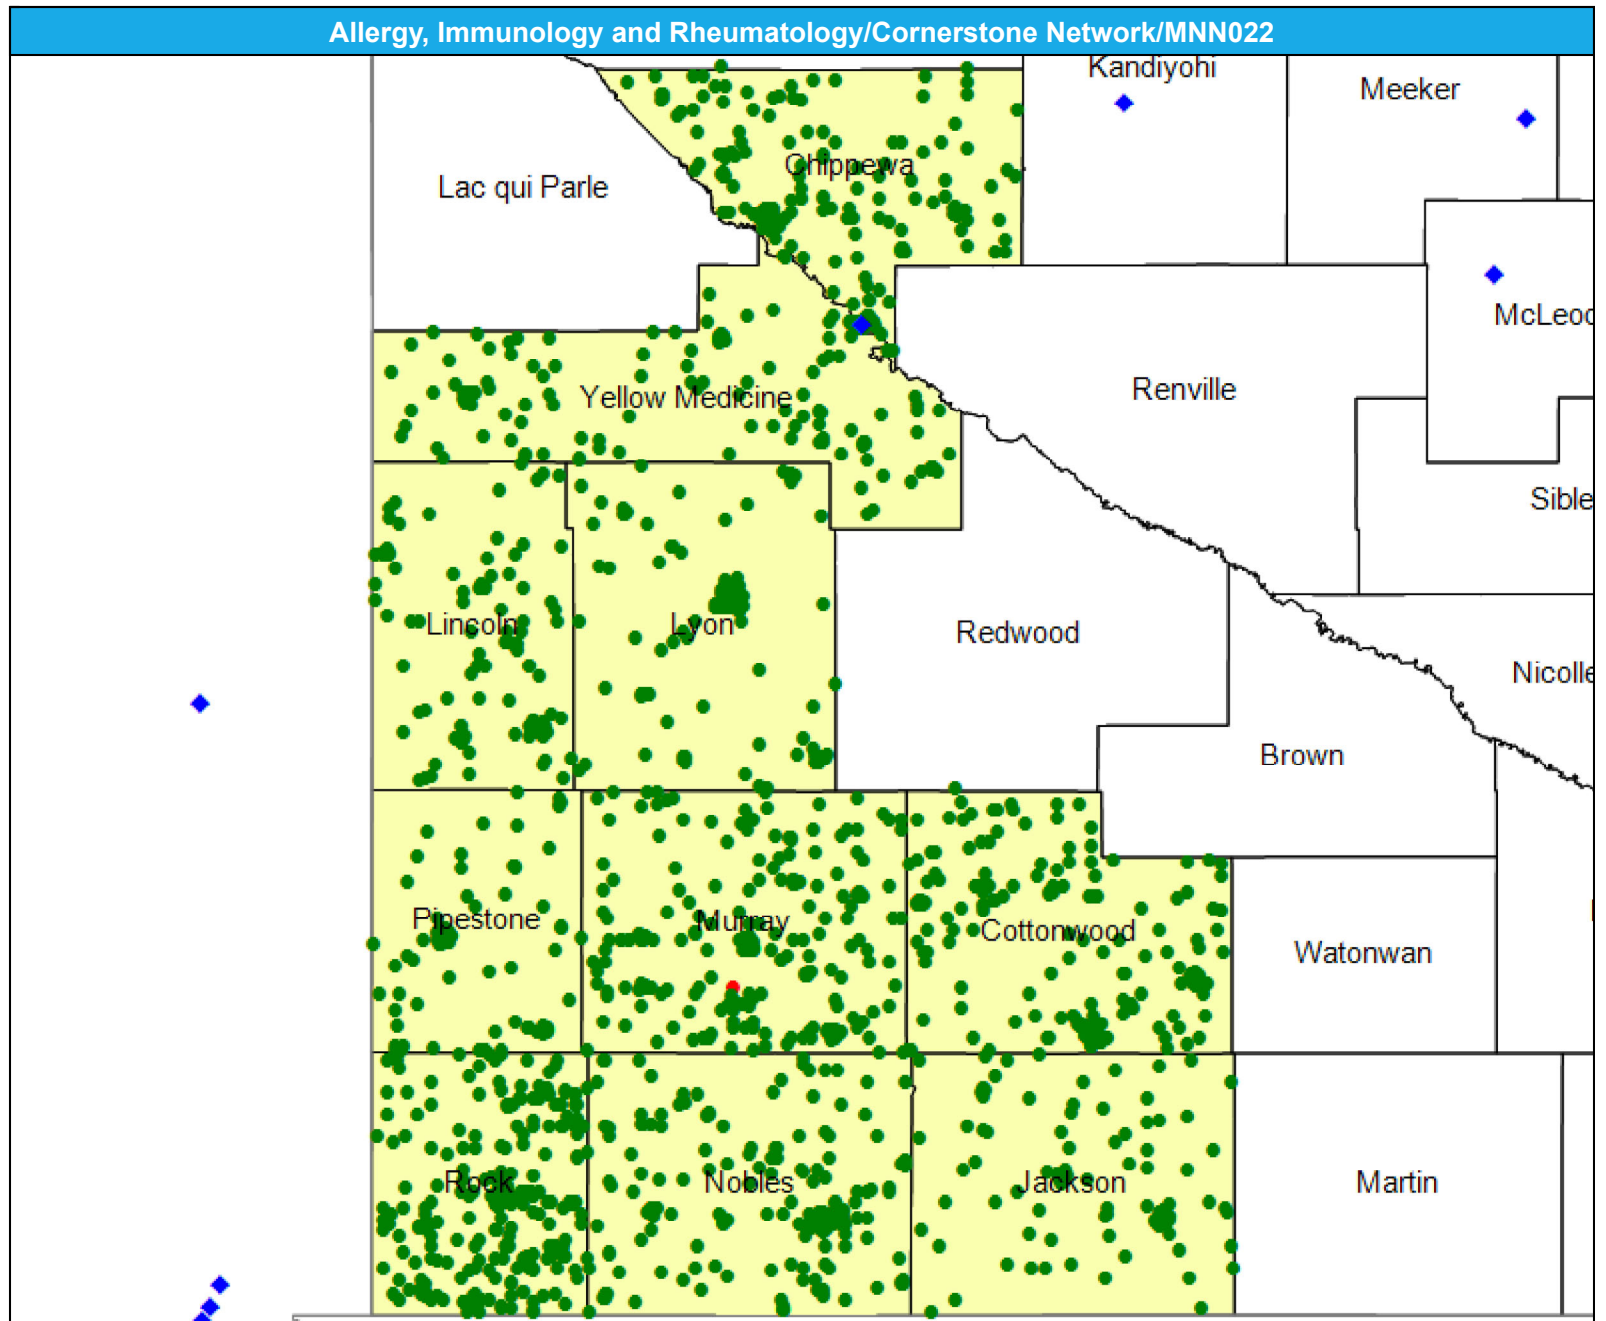 Allergy, Immunology and Rheumatology/Cornerstone Network/MNN022
Kandiyohi
Meeker
Chippewa
Lac qui Parle
McLeod
Renville
Yellow Medicine
Sible
Lincoln
Lyon
Redwood
Nicolle
Brown
Pipestone
Murray
Cottonwood
Watonwan
Rock
Nobles
Jackson
Martin